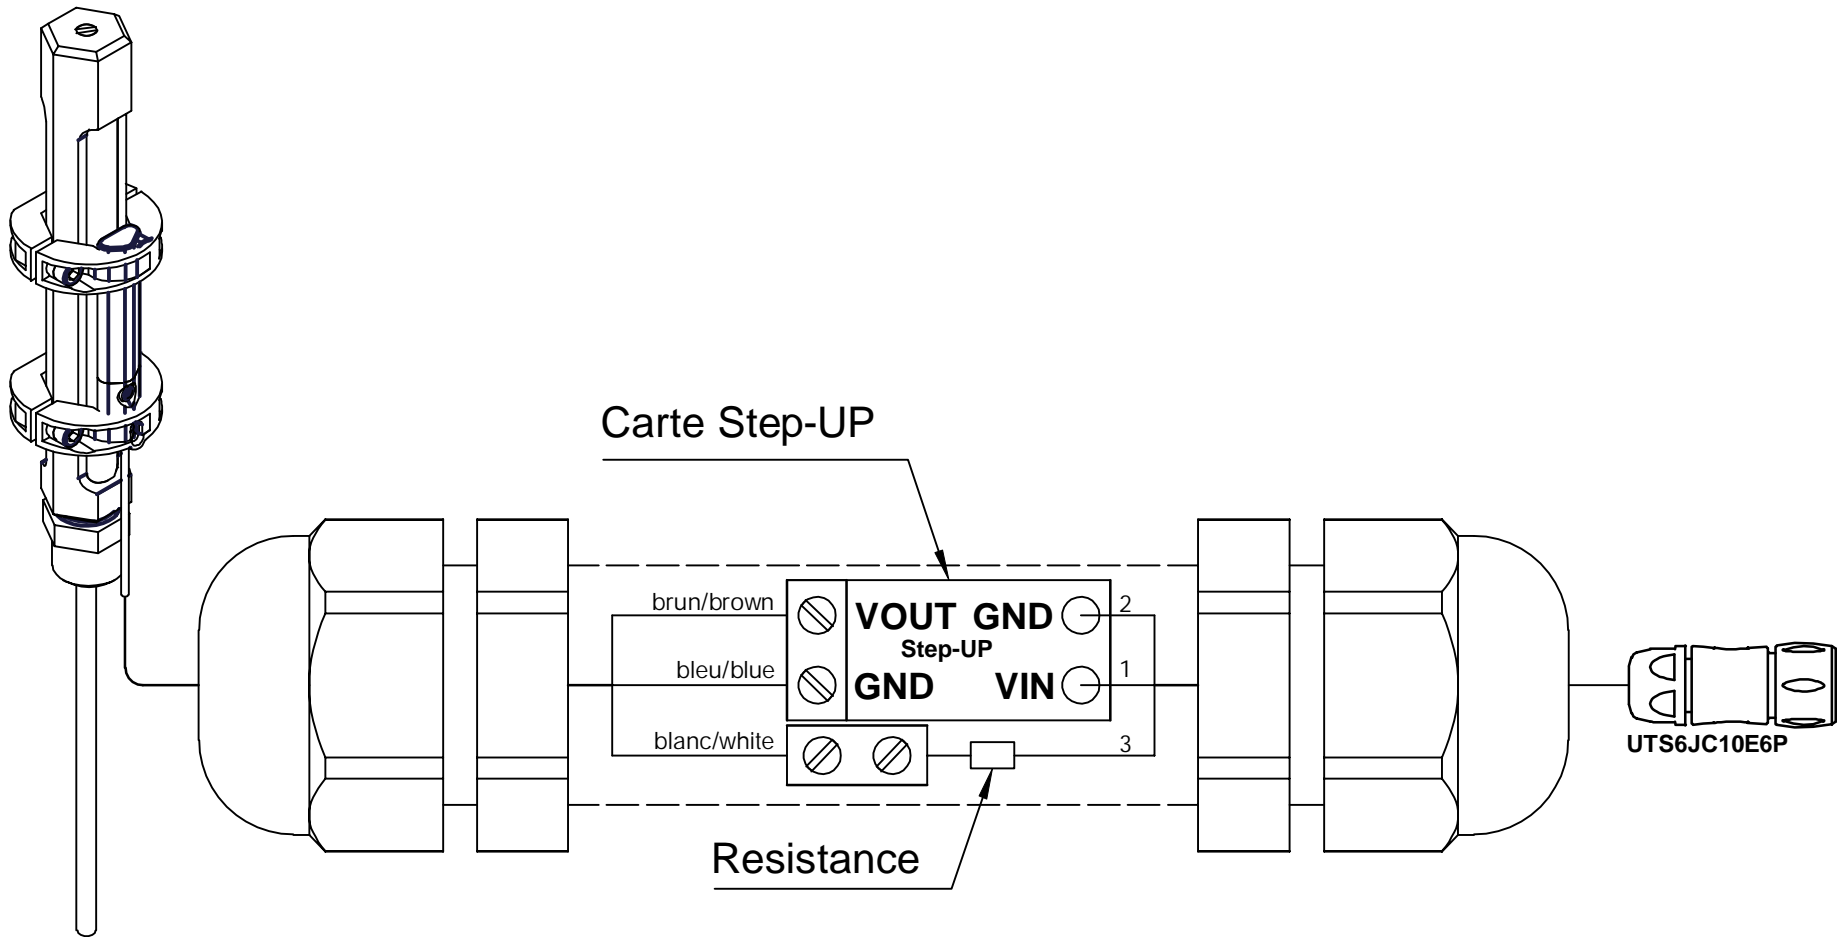 Carte Step-UP
brun/brown
VOUT GND
2
Step-UP
bleu/blue
GND VIN
1
blanc/white
3
UTS6JC10E6P
Resistance